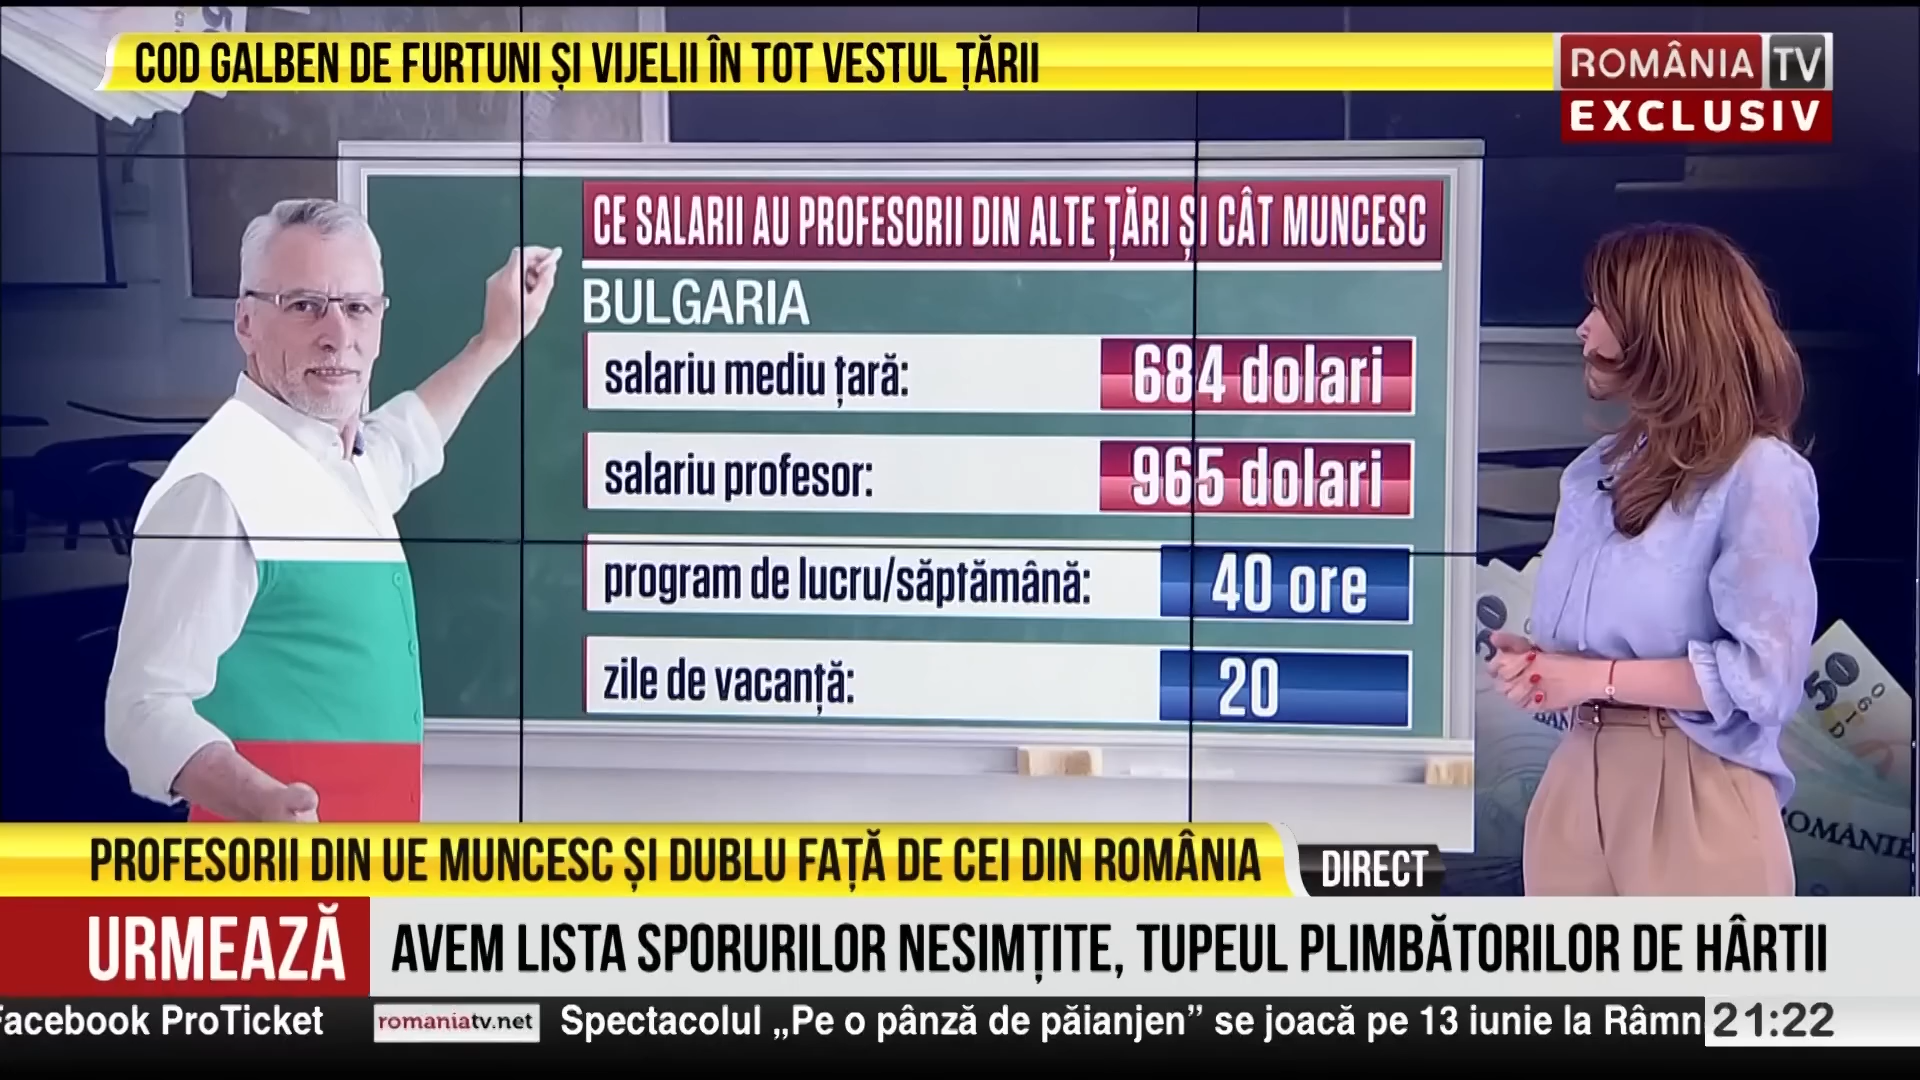 COD GALBEN DE FURTUNI ȘI VIJELII ÎN TOT VESTUL ȚĂRII
ROMÂNIA TV
EXCLUSIV
CE SALARII AU PROFESORII DIN ALTE ȚĂRI ȘI CÂT MUNCESC
BULGARIA
salariu mediu țară: 684 dolari
salariu profesor: 965 dolari
program de lucru/săptămână: 40 ore
zile de vacanță: 20
50
ROMÂNIE
PROFESORII DIN UE MUNCESC ȘI DUBLU FAȚĂ DE CEI DIN ROMÂNIA
DIRECT
URMEAZĂ
AVEM LISTA SPORURILOR NESIMȚITE, TUPEUL PLIMBĂTORILOR DE HÂRTII
Facebook ProTicket romaniatv.net Spectacolul „Pe o pânză de păianjen” se joacă pe 13 iunie la Râmn 21:22